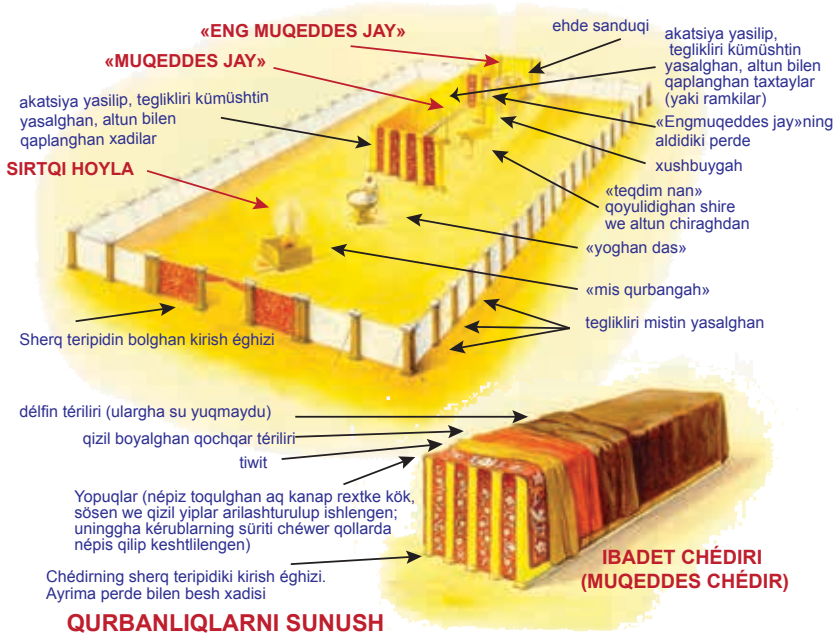 «ENG MUQEDDES JAY»
«MUQEDDES JAY»
ehde sanduqi
akatsiya yasilip,
teglikliri kümüshtin
yasalghan, altun bilen
qaplanghan taxtaylar
(yaki ramkilar)
akatsiya yasilip, teglikliri kümüshtin
yasalghan, altun bilen
qaplanghan xadilar
«Engmuqeddes jay»ning
aldidiki perde
xushbuygah
SIRTQI HOYLA
«teqdim nan»
qoyulidighan shire
we altun chiraghdan
«yoghan das»
«mis qurbangah»
teglikliri mistin yasalghan
Sherq teripidin bolghan kirish éghizi
délfin tériliri (ulargha su yuqmaydu)
qizil boyalghan qochqar tériliri
tiwit
Yopuqlar (népiz toqulghan aq kanap rextke kök,
sösen we qizil yiplar arilashturulup ishlengen;
uninggha kérublarning süriti chéwer qollarda
népis qilip keshtlilengen)
Chédirning sherq teripidiki kirish éghizi.
Ayrima perde bilen besh xadisi
IBADET CHÉDIRI
(MUQEDDES CHÉDIR)
QURBANLIQLARNI SUNUSH